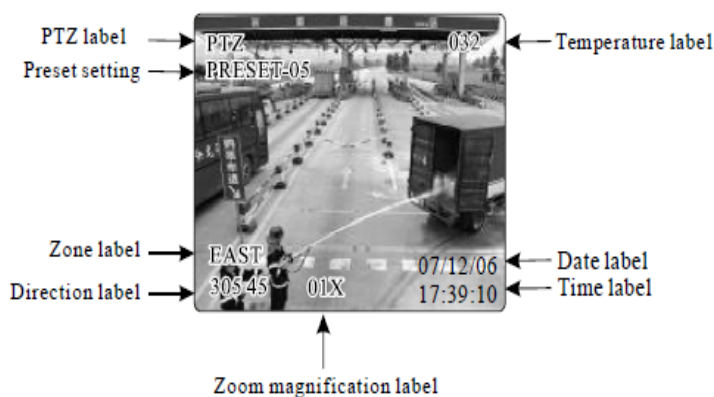 PTZ label
PTZ
032
Temperature label
Preset setting
PRESET-05
Zone label
EAST
07/12/06
Date label
Direction label
305 45
01X
17:39:10
Time label
Zoom magnification label